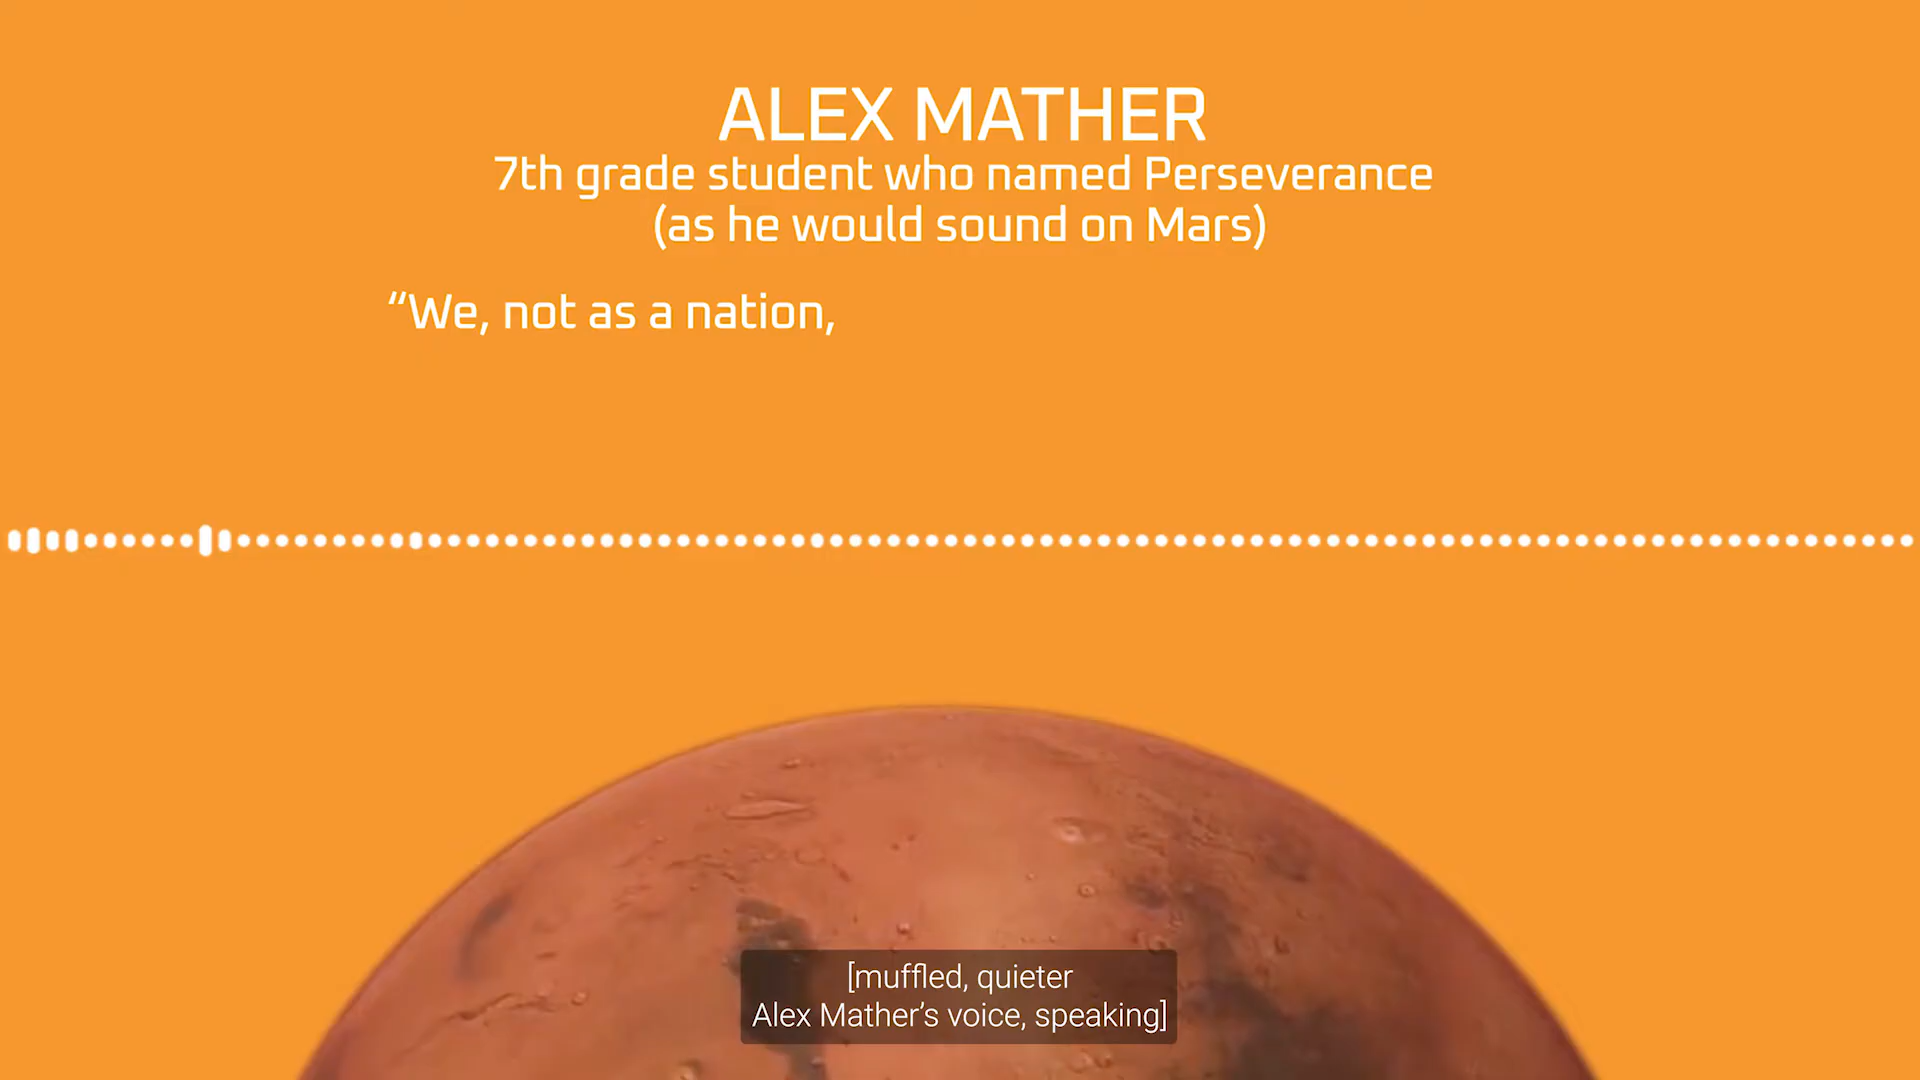 ALEX MATHER
7th grade student who named Perseverance
(as he would sound on Mars)
“We, not as a nation,
[muffled, quieter
Alex Mather’s voice, speaking]